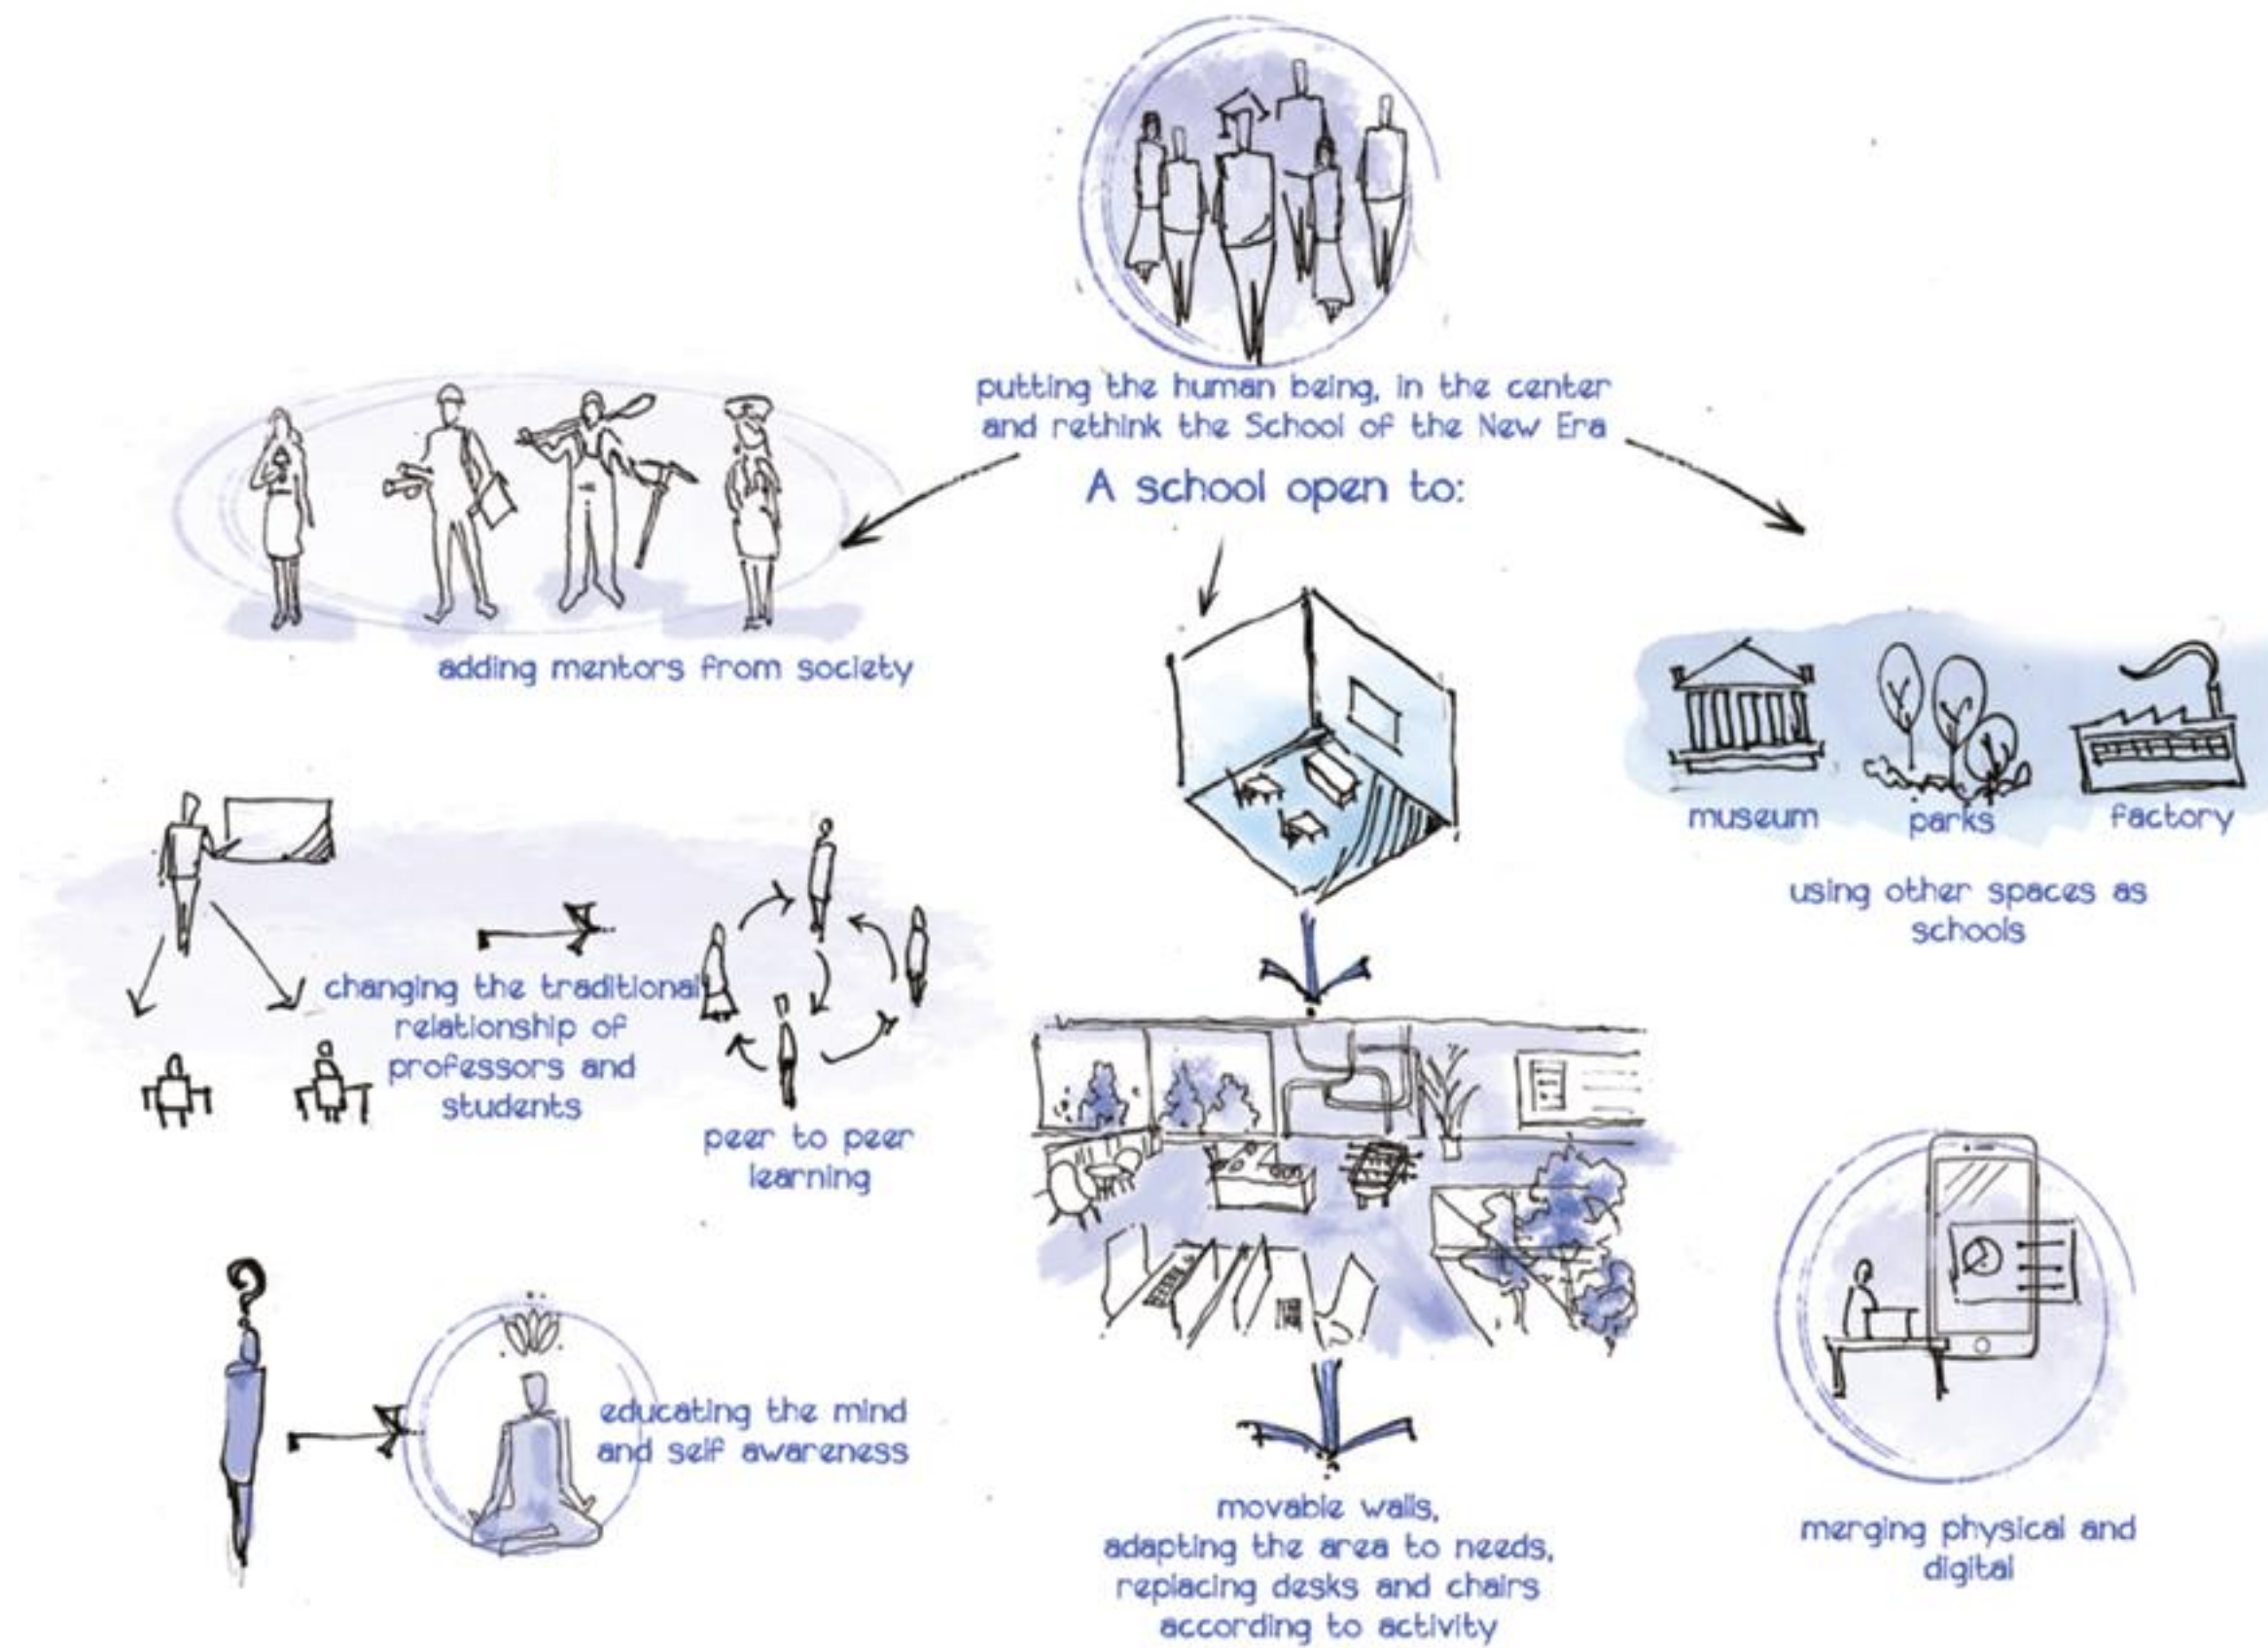 putting the human being, in the center
and rethink the School of the New Era
A school open to:
adding mentors from society
changing the traditional
relationship of
professors and
students
peer to peer
learning
educating the mind
and self awareness
movable walls,
adapting the area to needs,
replacing desks and chairs
according to activity
museum
parks
factory
using other spaces as
schools
merging physical and
digital